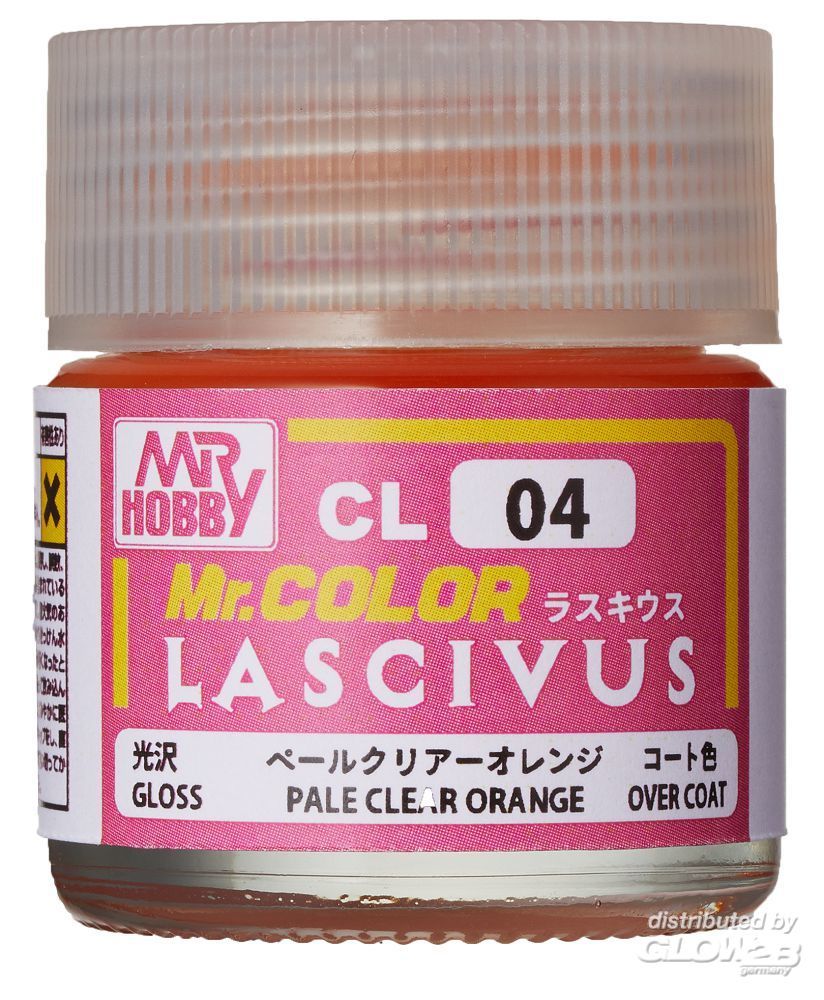 MR
HOBBY
CL 04
Mr.COLOR ラスキウス
LASCIVUS
光沢 ペールクリアーオレンジ コート色
GLOSS PALE CLEAR ORANGE OVER COAT
distributed by
GLOW2B
germany